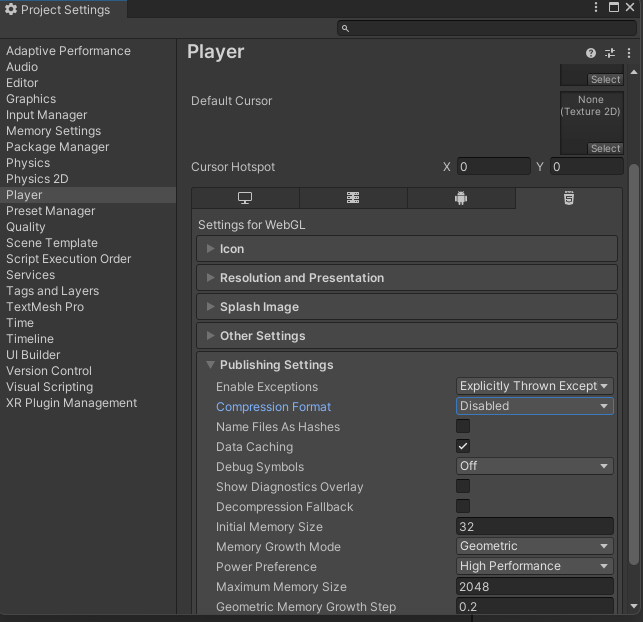 Project Settings
Adaptive Performance
Audio
Editor
Graphics
Input Manager
Memory Settings
Package Manager
Physics
Physics 2D
Player
Preset Manager
Quality
Scene Template
Script Execution Order
Services
Tags and Layers
TextMesh Pro
Time
Timeline
UI Builder
Version Control
Visual Scripting
XR Plugin Management
Player
Select
Default Cursor
None
(Texture 2D)
Select
Cursor Hotspot X 0 Y 0
Settings for WebGL
Icon
Resolution and Presentation
Splash Image
Other Settings
Publishing Settings
Enable Exceptions Explicitly Thrown Except
Compression Format Disabled
Name Files As Hashes
Data Caching
Debug Symbols Off
Show Diagnostics Overlay
Decompression Fallback
Initial Memory Size 32
Memory Growth Mode Geometric
Power Preference High Performance
Maximum Memory Size 2048
Geometric Memory Growth Step 0.2